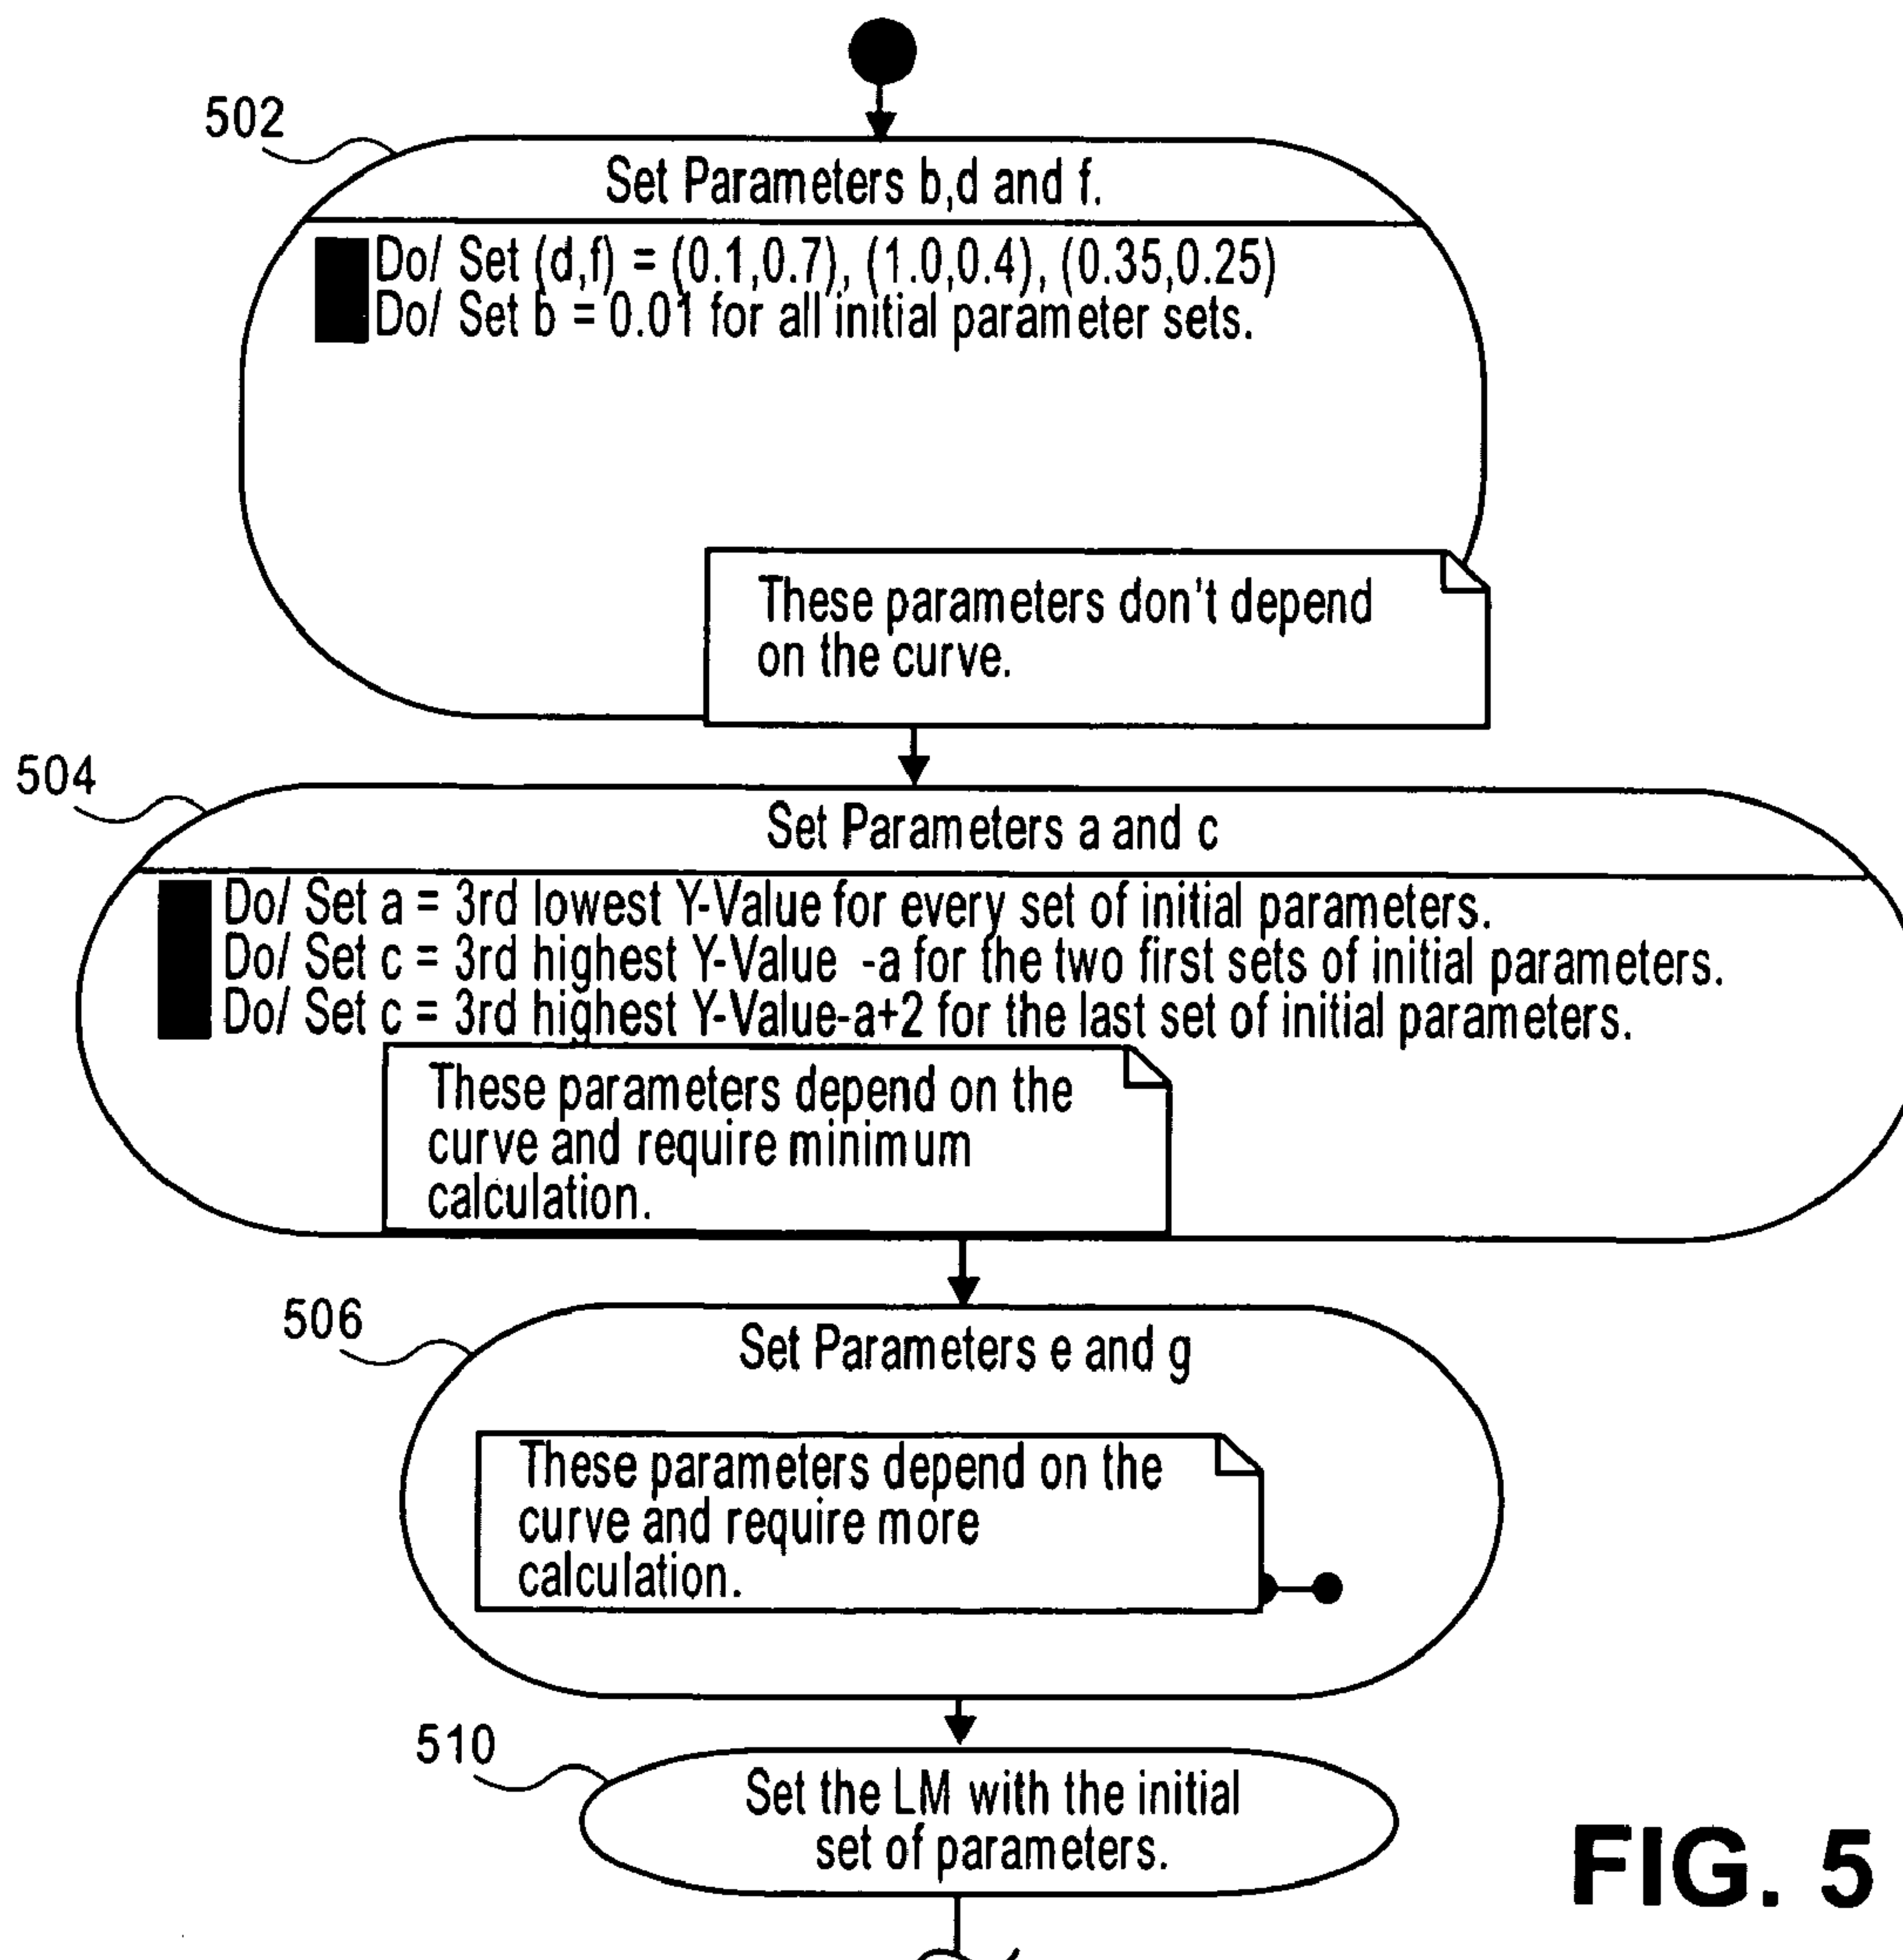 502
Set Parameters b,d and f.
Do/ Set (d,f) = (0.1,0.7), (1.0,0.4), (0.35,0.25)
Do/ Set b = 0.01 for all initial parameter sets.
These parameters don't depend
on the curve.
504
Set Parameters a and c
Do/ Set a = 3rd lowest Y-Value for every set of initial parameters.
Do/ Set c = 3rd highest Y-Value -a for the two first sets of initial parameters.
Do/ Set c = 3rd highest Y-Value-a+2 for the last set of initial parameters.
These parameters depend on the
curve and require minimum
calculation.
506
Set Parameters e and g
These parameters depend on the
curve and require more
calculation.
510
Set the LM with the initial
set of parameters.
FIG. 5